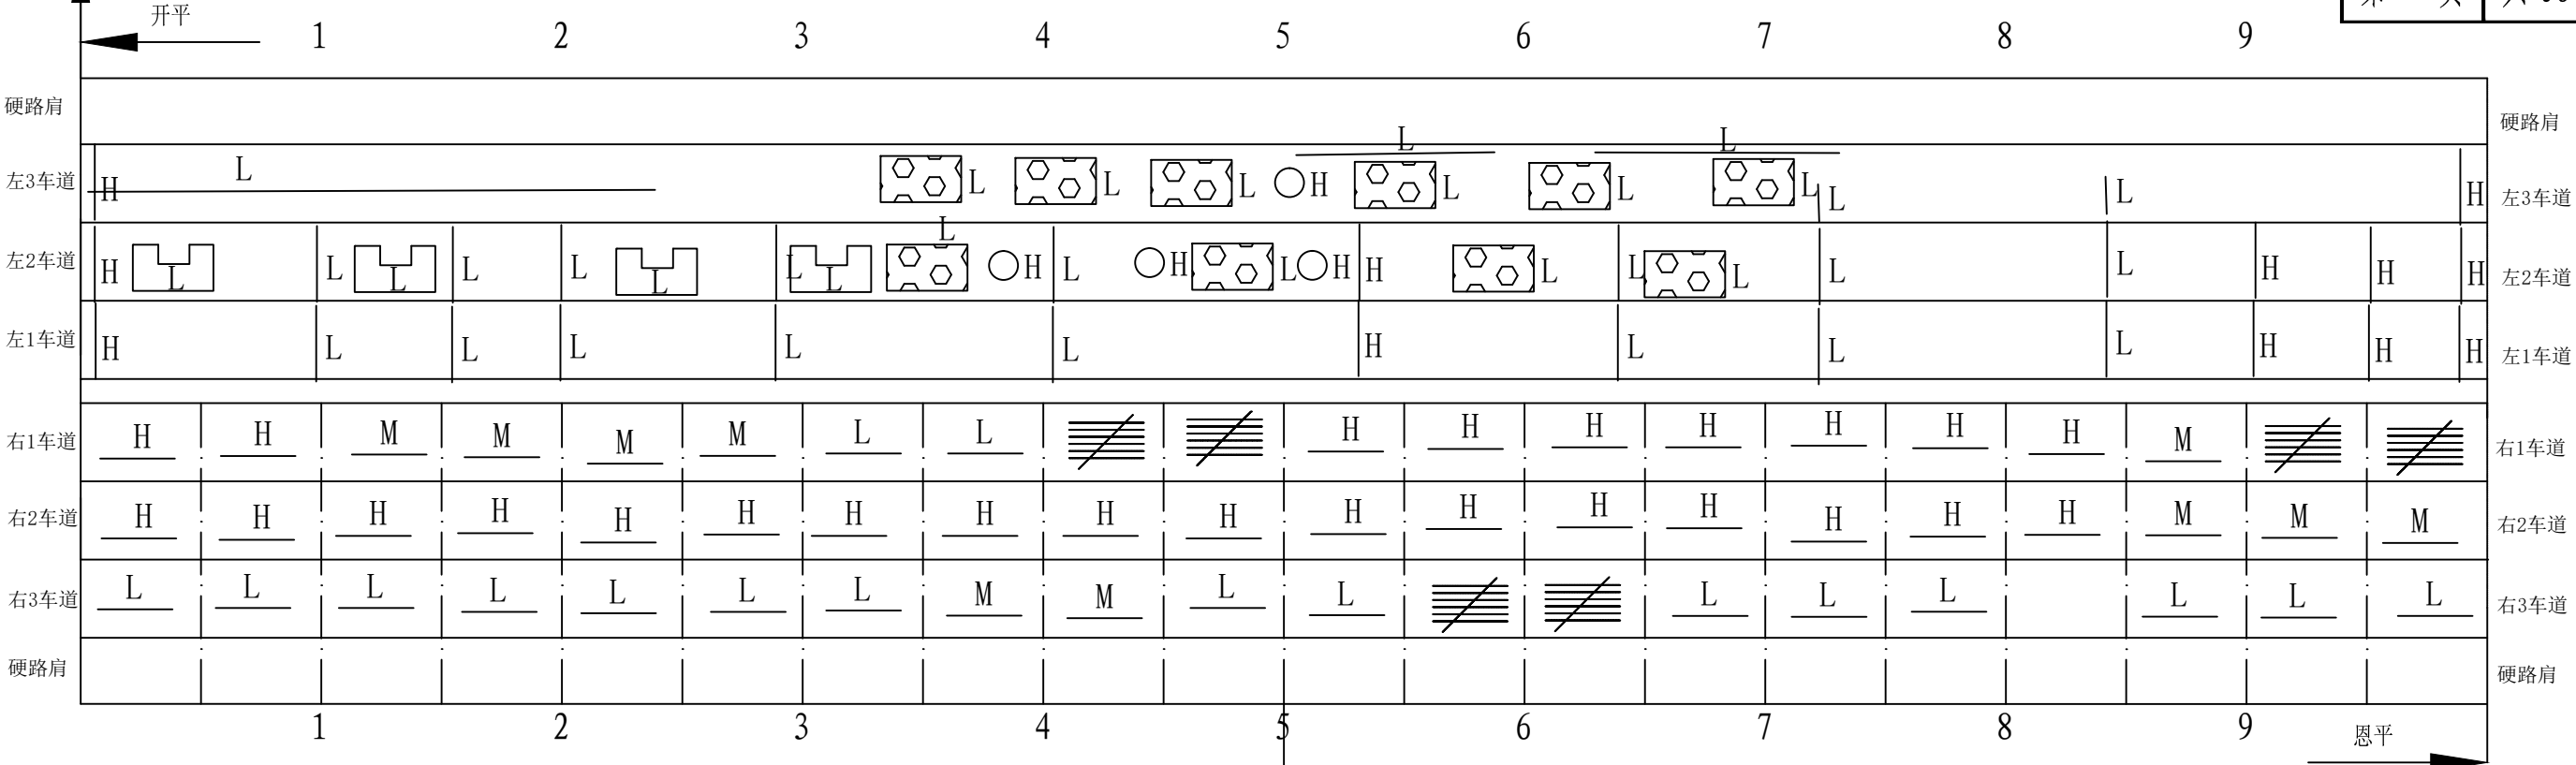 开平
1 2 3 4 5 6 7 8 9
硬路肩 硬路肩
L L
左3车道 H L L L L H L L L L L H 左3车道
L
左2车道 H L L L L L L L L H L L H H L L L L L L H H H 左2车道
左1车道 H L L L L L H L L L H H H 左1车道
右1车道 H H M M M M L L H H H H H H H M 右1车道
右2车道 H H H H H H H H H H H H H H H H H M M M 右2车道
右3车道 L L L L L L L M M L L L L L L L L 右3车道
硬路肩 硬路肩
1 2 3 4 5 6 7 8 9
恩平